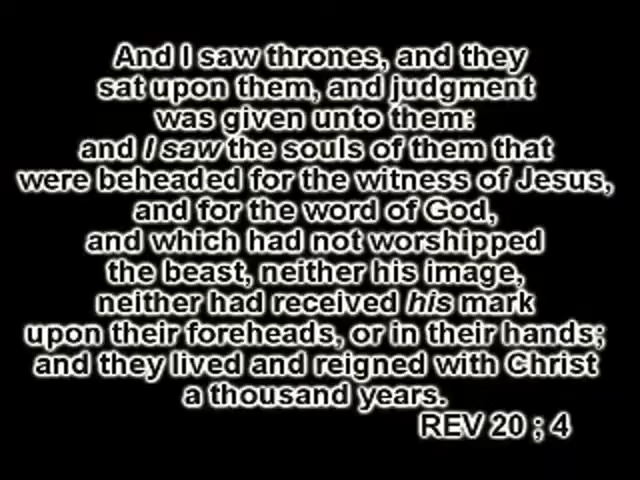 And I saw thrones, and they
sat upon them, and judgment
was given unto them:
and I saw the souls of them that
were beheaded for the witness of Jesus,
and for the word of God,
and which had not worshipped
the beast, neither his image,
neither had received his mark
upon their foreheads, or in their hands;
and they lived and reigned with Christ
a thousand years.
REV 20 ; 4